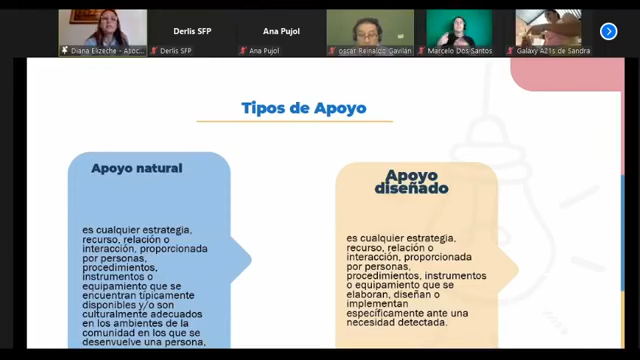 Derlis SFP
Ana Pujol
Diana Elizeche - Asoc...
Derlis SFP
Ana Pujol
oscar Reinaldo Gavilán
Marcelo Dos Santos
Galaxy A21s de Sandra
Tipos de Apoyo
Apoyo natural
es cualquier estrategia,
recurso, relación o
interacción, proporcionada
por personas,
procedimientos,
instrumentos o
equipamiento que se
encuentran típicamente
disponibles y/o son
culturalmente adecuados
en los ambientes de la
comunidad en los que se
desenvuelve una persona,
Apoyo
diseñado
es cualquier estrategia,
recurso, relación o
interacción, proporcionada
por personas,
procedimientos, instrumentos
o equipamiento que se
elaboran, diseñan o
implementan
específicamente ante una
necesidad detectada.